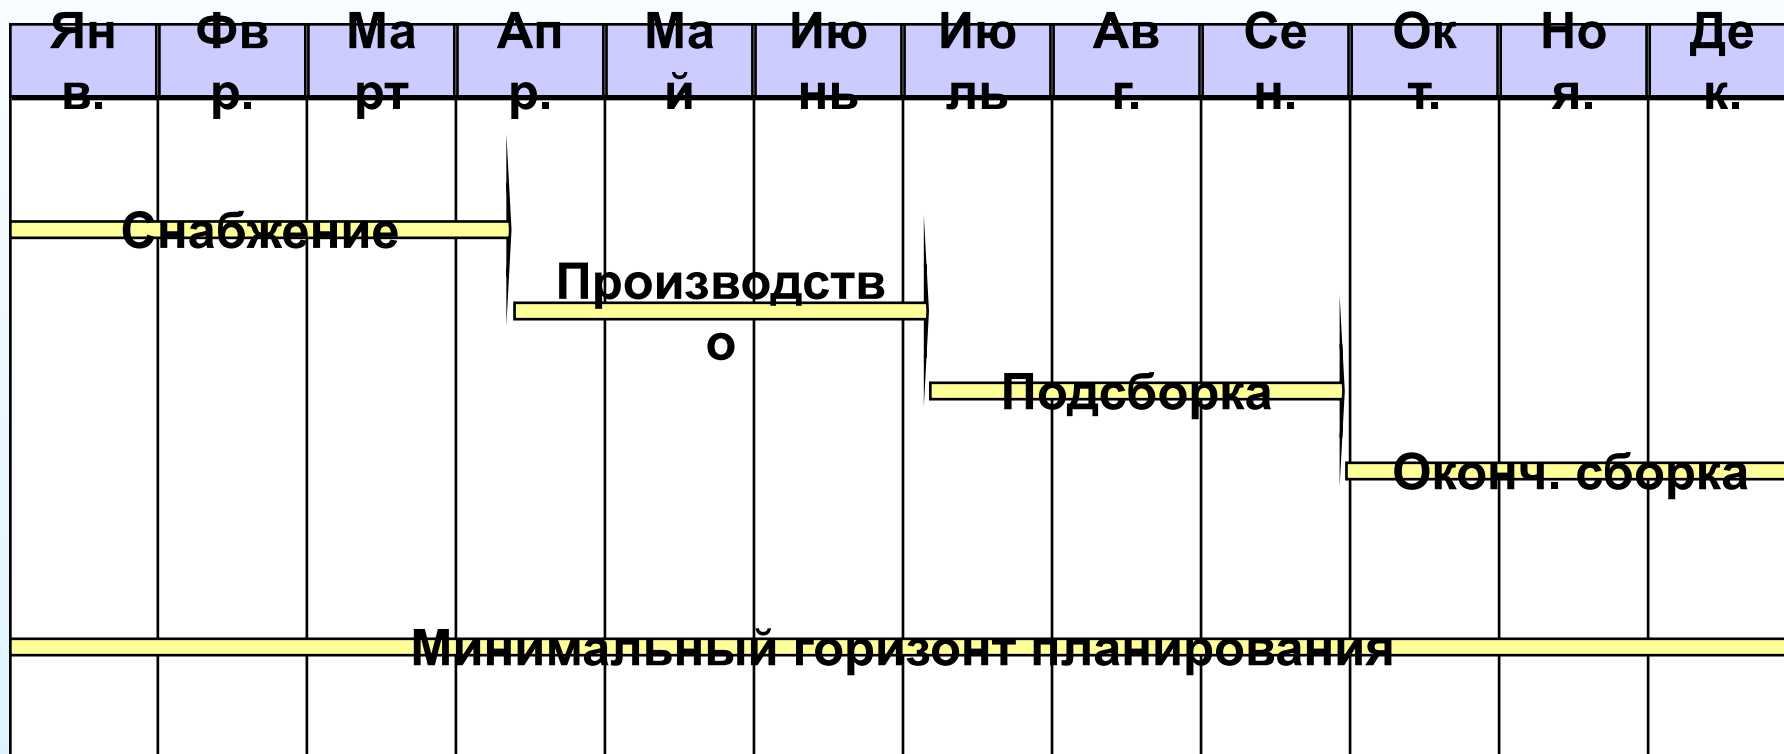 Ян Фв Ма Ап Ма Ию Ию Ав Се Ок Но Де
в. р. рт р. й нь ль г. н. т. я. к.
Снабжение
Производств
о
Подсборка
Оконч. сборка
Минимальный горизонт планирования